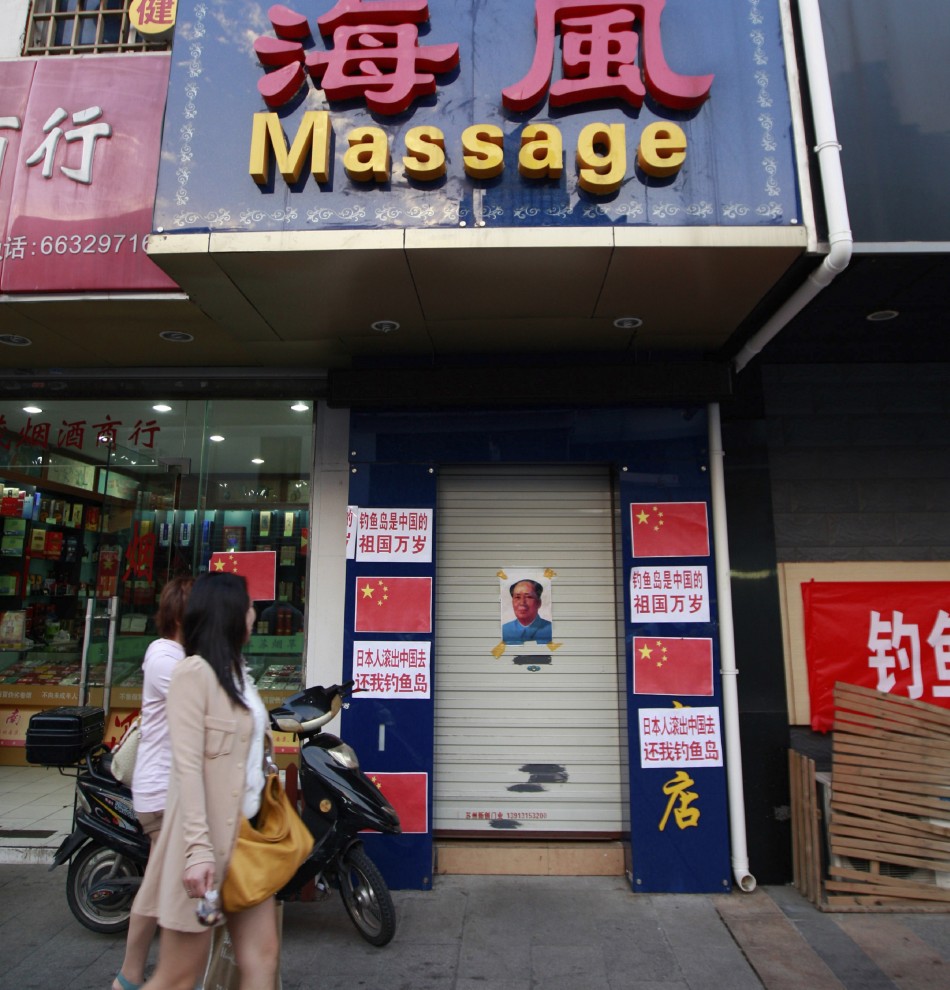 健
海風
Massage
行
话:6632971
烟酒商行
钓鱼岛是中国的
祖国万岁
日本人滚出中国去
还我钓鱼岛
钓鱼岛是中国的
祖国万岁
日本人滚出中国去
还我钓鱼岛
店
钓鱼